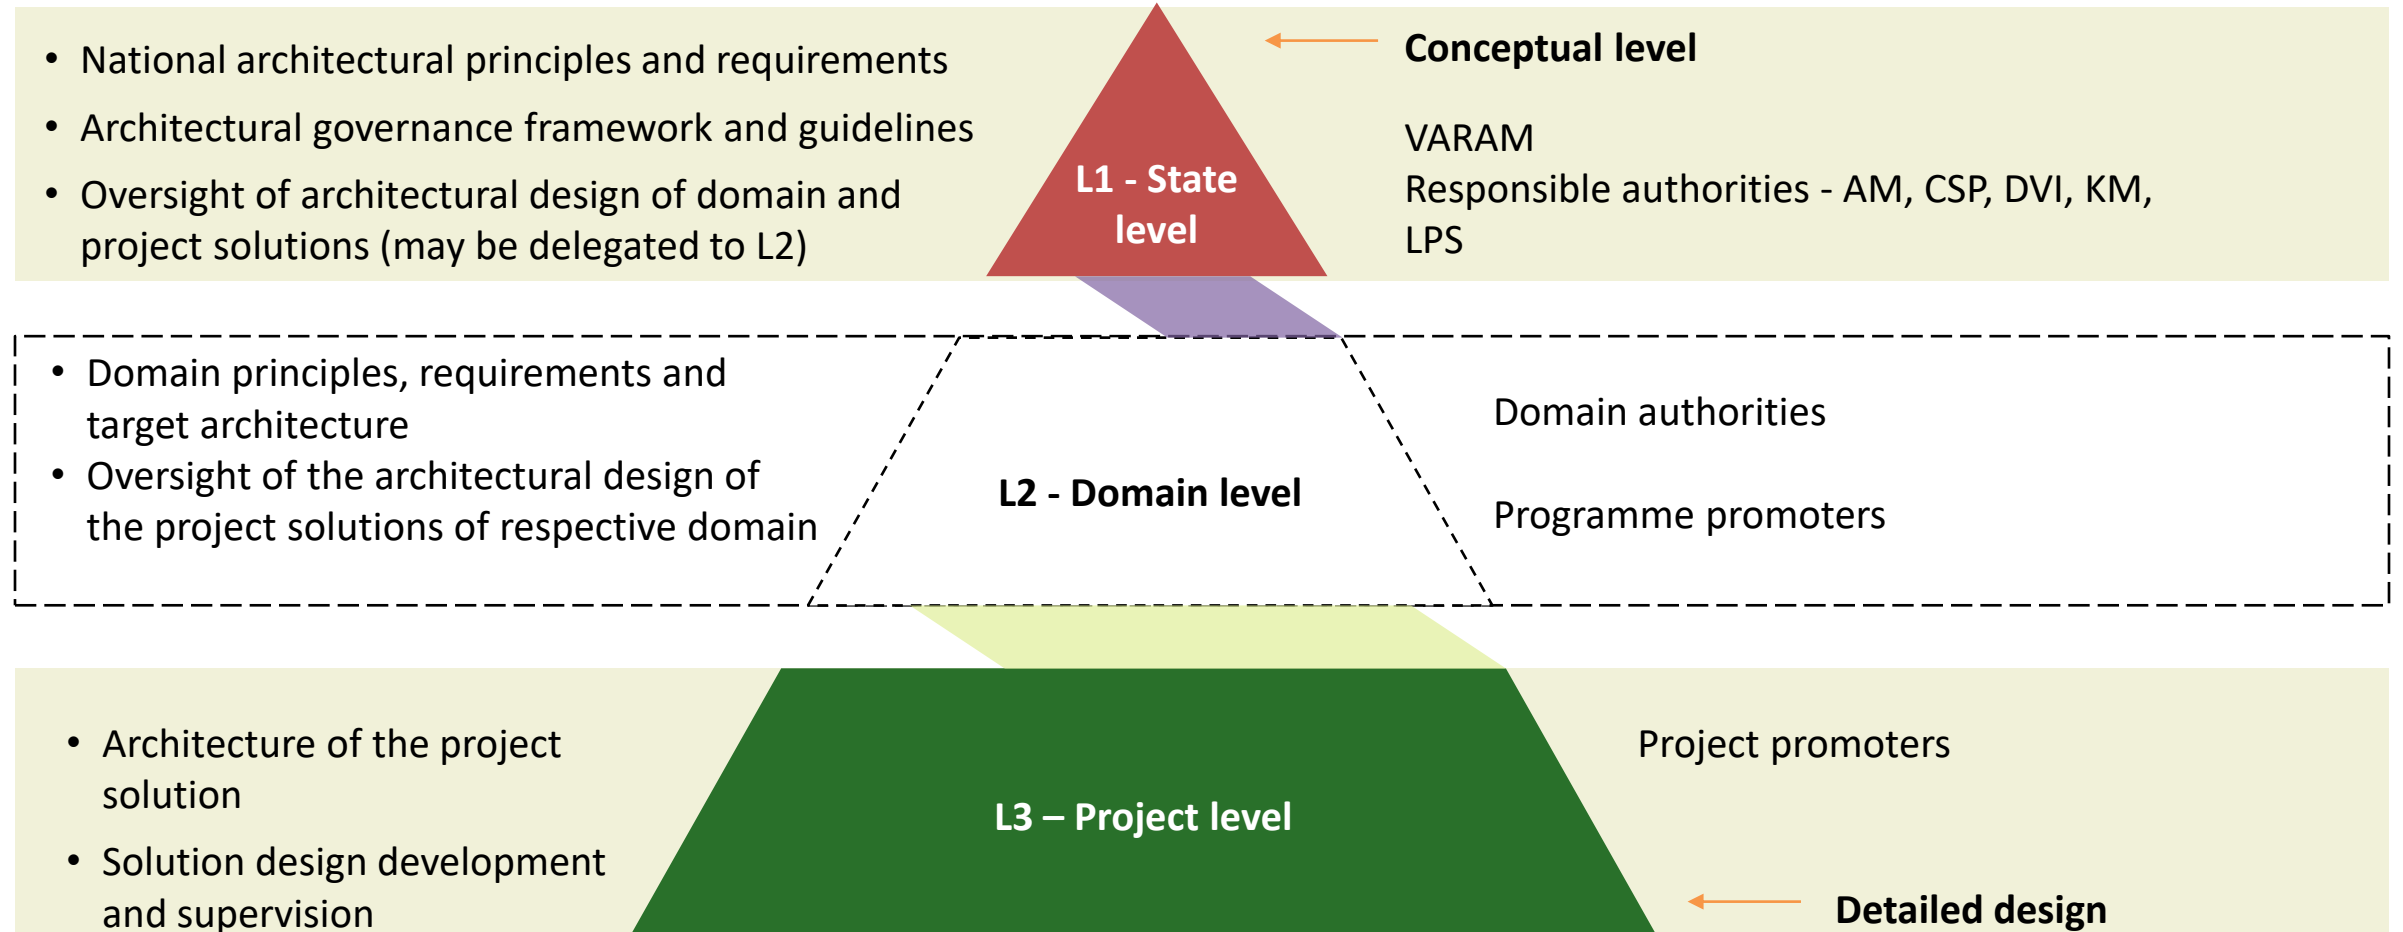 • National architectural principles and requirements
• Architectural governance framework and guidelines
• Oversight of architectural design of domain and
project solutions (may be delegated to L2)
L1 - State
level
Conceptual level
VARAM
Responsible authorities - AM, CSP, DVI, KM,
LPS
• Domain principles, requirements and
target architecture
• Oversight of the architectural design of
the project solutions of respective domain
L2 - Domain level
Domain authorities
Programme promoters
• Architecture of the project
solution
• Solution design development
and supervision
L3 – Project level
Project promoters
Detailed design